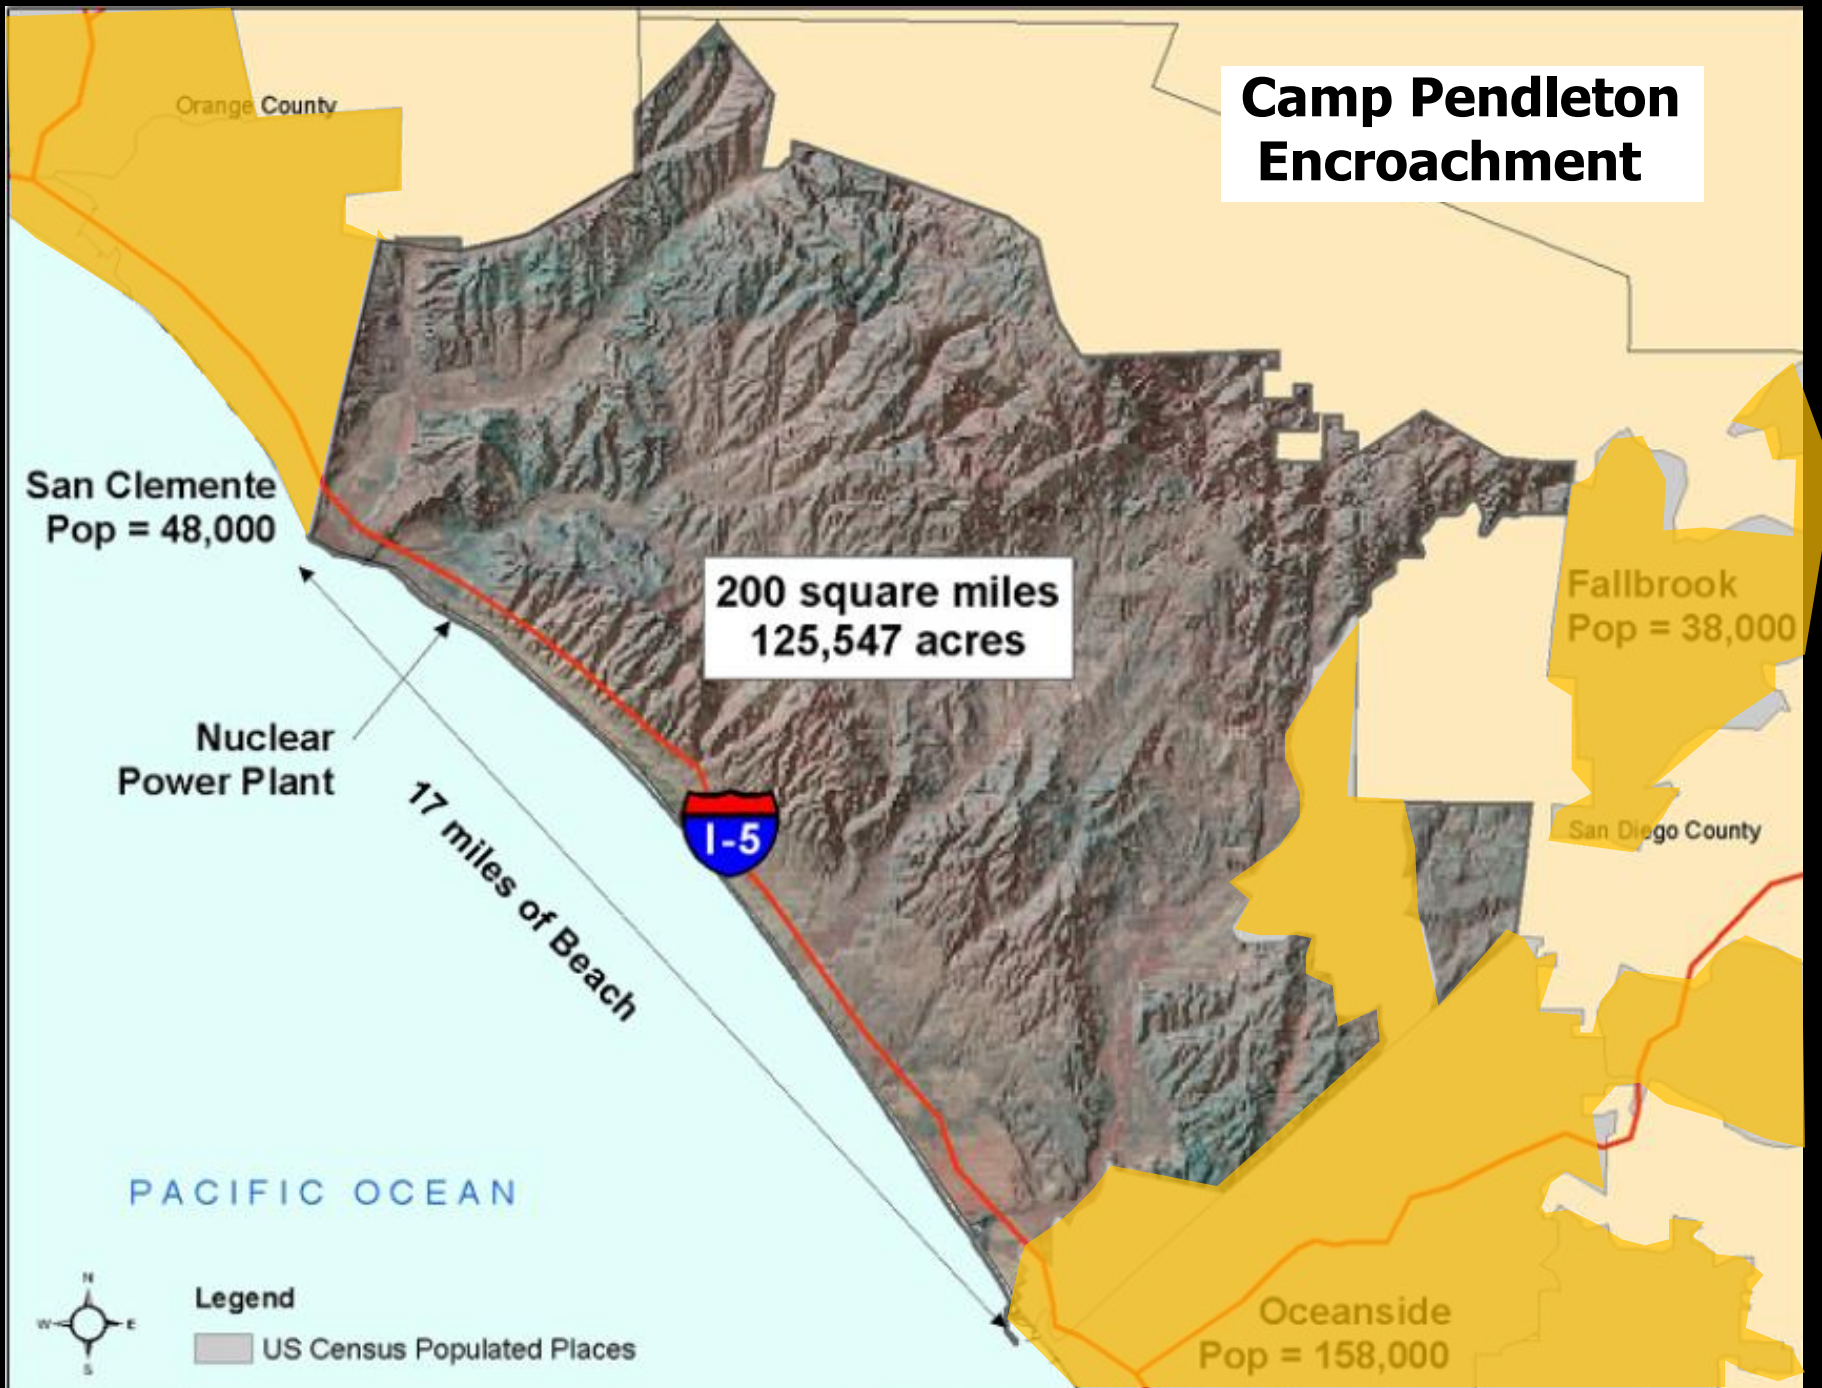 Camp Pendleton
Encroachment
Orange County
San Clemente
Pop = 48,000
200 square miles
125,547 acres
Fallbrook
Pop = 38,000
Nuclear
Power Plant
17 miles of Beach
I-5
San Diego County
PACIFIC OCEAN
N
W E
S
Legend
US Census Populated Places
Oceanside
Pop = 158,000